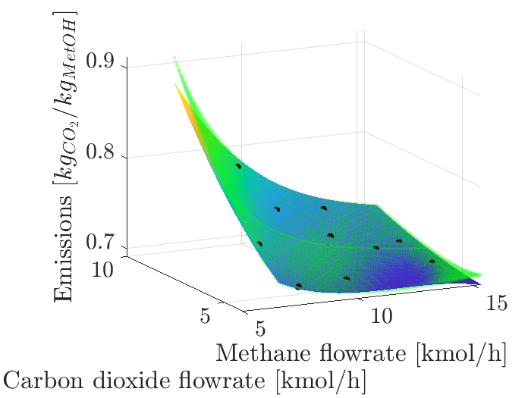 Emissions [kg_{CO_2}/kg_{MetOH}]
0.9
0.8
0.7
10
5
5
10
15
Methane flowrate [kmol/h]
Carbon dioxide flowrate [kmol/h]